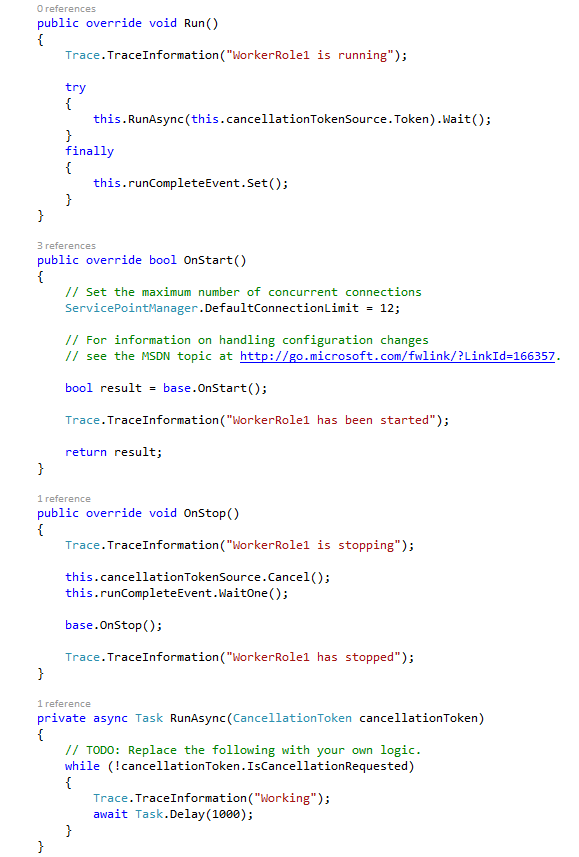 0 references
public override void Run()
{
    Trace.TraceInformation("WorkerRole1 is running");
    try
    {
        this.RunAsync(this.cancellationTokenSource.Token).Wait();
    }
    finally
    {
        this.runCompleteEvent.Set();
    }
}
3 references
public override bool OnStart()
{
    // Set the maximum number of concurrent connections
    ServicePointManager.DefaultConnectionLimit = 12;
    // For information on handling configuration changes
    // see the MSDN topic at http://go.microsoft.com/fwlink/?LinkId=166357.
    bool result = base.OnStart();
    Trace.TraceInformation("WorkerRole1 has been started");
    return result;
}
1 reference
public override void OnStop()
{
    Trace.TraceInformation("WorkerRole1 is stopping");
    this.cancellationTokenSource.Cancel();
    this.runCompleteEvent.WaitOne();
    base.OnStop();
    Trace.TraceInformation("WorkerRole1 has stopped");
}
1 reference
private async Task RunAsync(CancellationToken cancellationToken)
{
    // TODO: Replace the following with your own logic.
    while (!cancellationToken.IsCancellationRequested)
    {
        Trace.TraceInformation("Working");
        await Task.Delay(1000);
    }
}